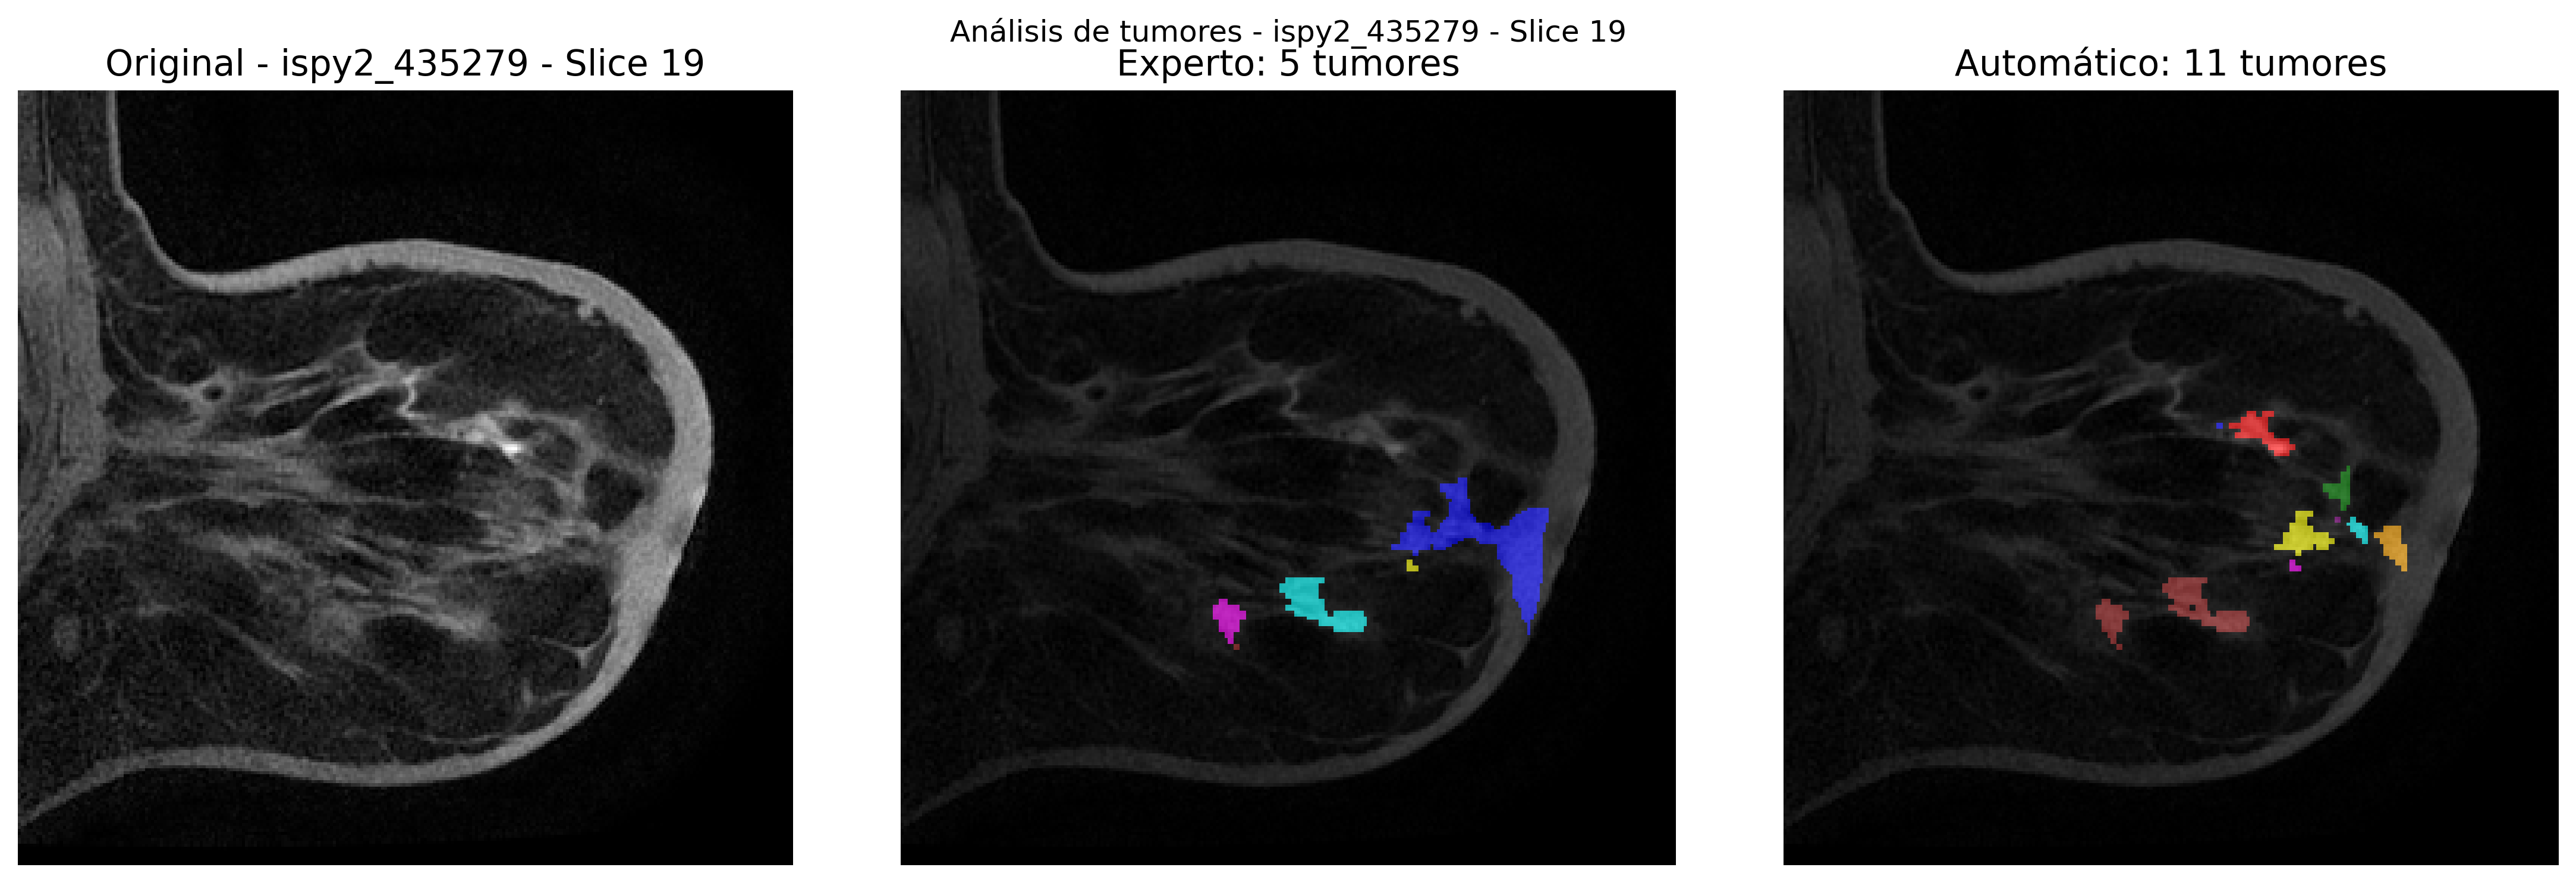 Análisis de tumores - ispy2_435279 - Slice 19
Original - ispy2_435279 - Slice 19
Experto: 5 tumores
Automático: 11 tumores